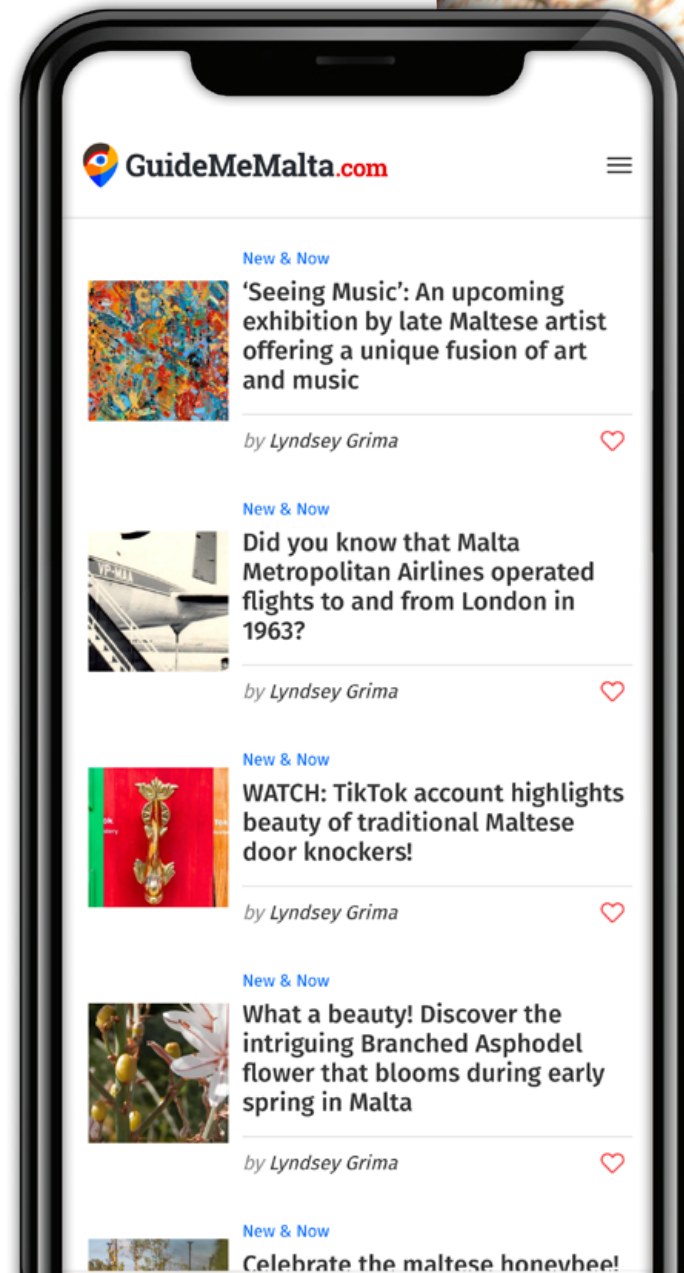 GuideMeMalta.com
New & Now
‘Seeing Music’: An upcoming
exhibition by late Maltese artist
offering a unique fusion of art
and music
by Lyndsey Grima
New & Now
VP-MAA
Did you know that Malta
Metropolitan Airlines operated
flights to and from London in
1963?
by Lyndsey Grima
New & Now
WATCH: TikTok account highlights
beauty of traditional Maltese
door knockers!
by Lyndsey Grima
New & Now
What a beauty! Discover the
intriguing Branched Asphodel
flower that blooms during early
spring in Malta
by Lyndsey Grima
New & Now
Celebrate the maltese honeybee!